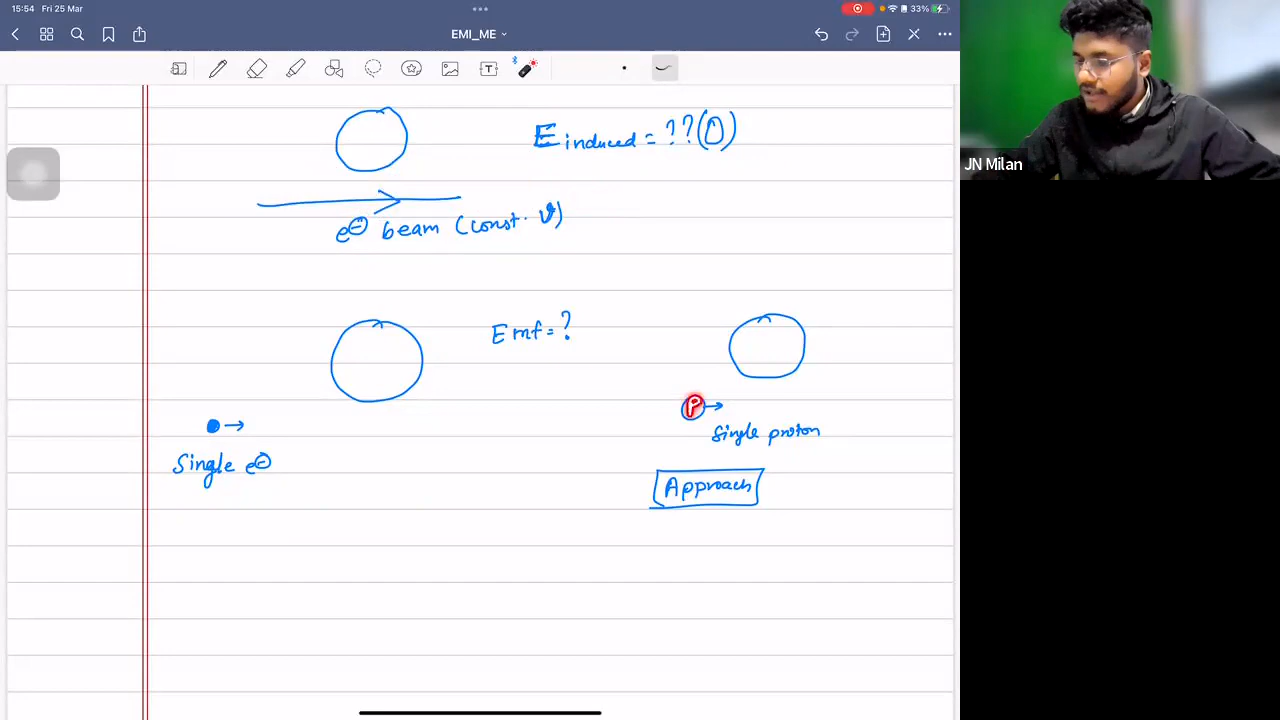 15:54 Fri 25 Mar
33%
EMI_ME
E induced = ??(0)
e⊖ beam (const. v)
Emf = ?
P
Single proton
Single e⊖
Approach
JN Milan